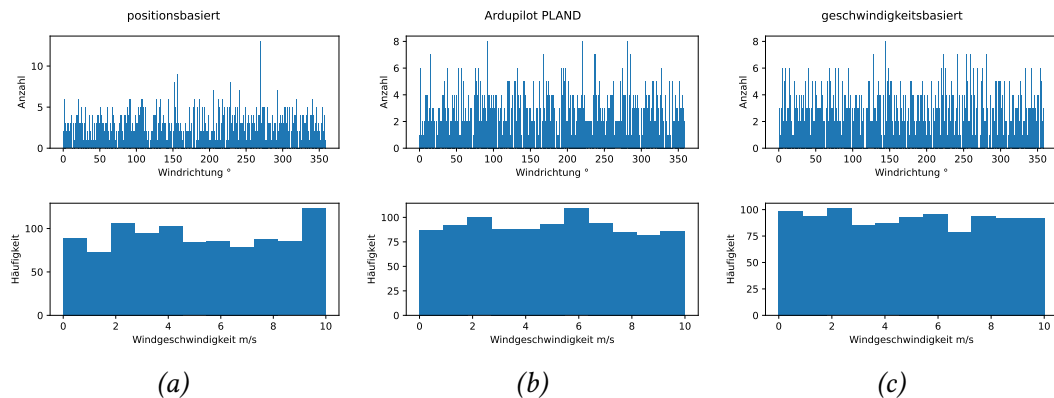 positionsbasiert
Anzahl
10
5
0
0 50 100 150 200 250 300 350
Windrichtung °
Häufigkeit
100
50
0
0 2 4 6 8 10
Windgeschwindigkeit m/s
(a)
Ardupilot PLAND
Anzahl
8
6
4
2
0
0 50 100 150 200 250 300 350
Windrichtung °
Häufigkeit
100
75
50
25
0
0 2 4 6 8 10
Windgeschwindigkeit m/s
(b)
geschwindigkeitsbasiert
Anzahl
8
6
4
2
0
0 50 100 150 200 250 300 350
Windrichtung °
Häufigkeit
100
75
50
25
0
0 2 4 6 8 10
Windgeschwindigkeit m/s
(c)